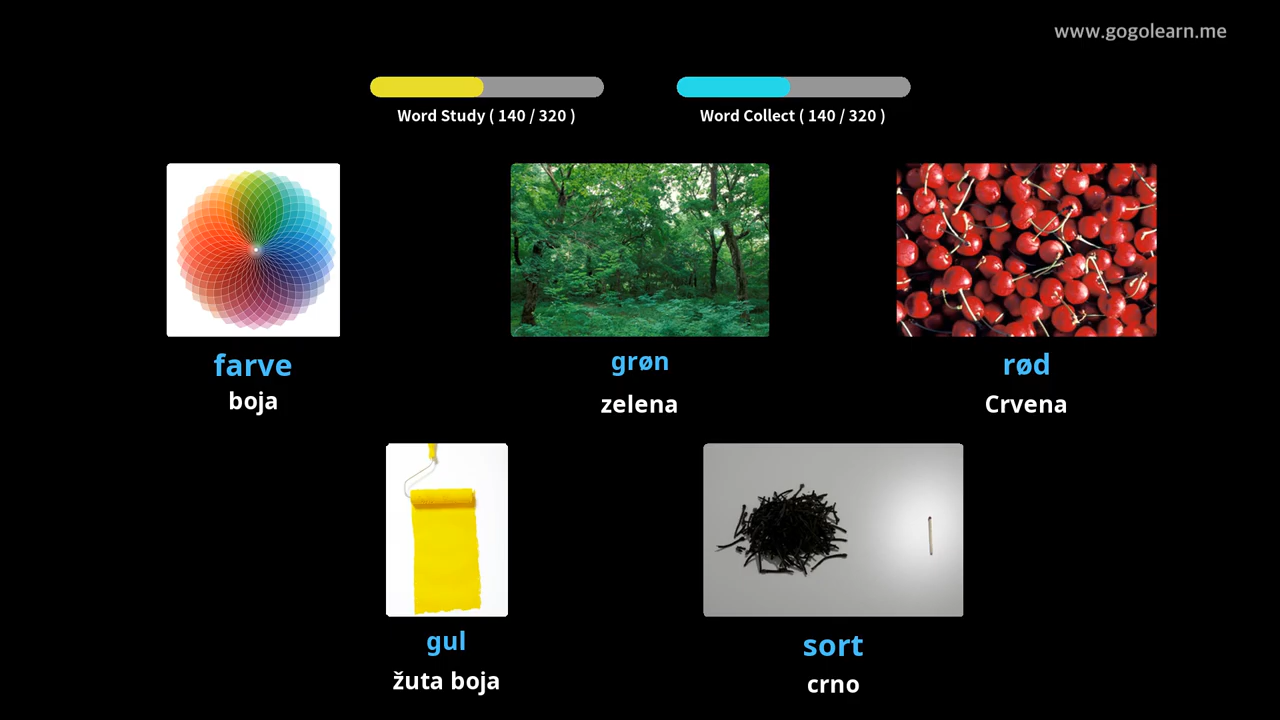 www.gogolearn.me
Word Study ( 140 / 320 )
Word Collect ( 140 / 320 )
farve
boja
grøn
zelena
rød
Crvena
gul
žuta boja
sort
crno